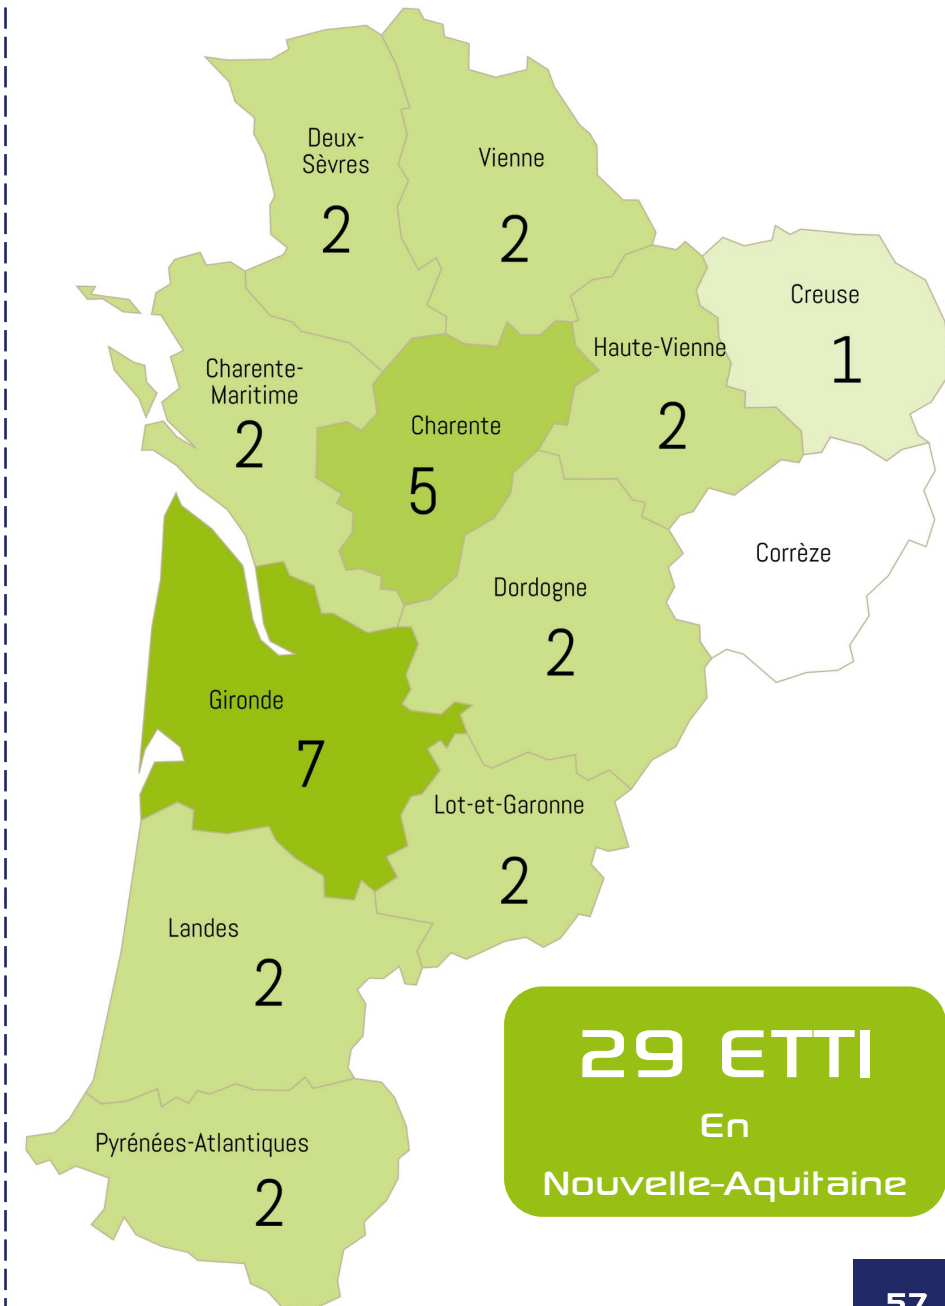 Deux-
Sèvres
2
Vienne
2
Creuse
1
Haute-Vienne
2
Charente-
Maritime
2
Charente
5
Corrèze
Dordogne
2
Gironde
7
Lot-et-Garonne
2
Landes
2
29 ETTI
En
Nouvelle-Aquitaine
Pyrénées-Atlantiques
2
57